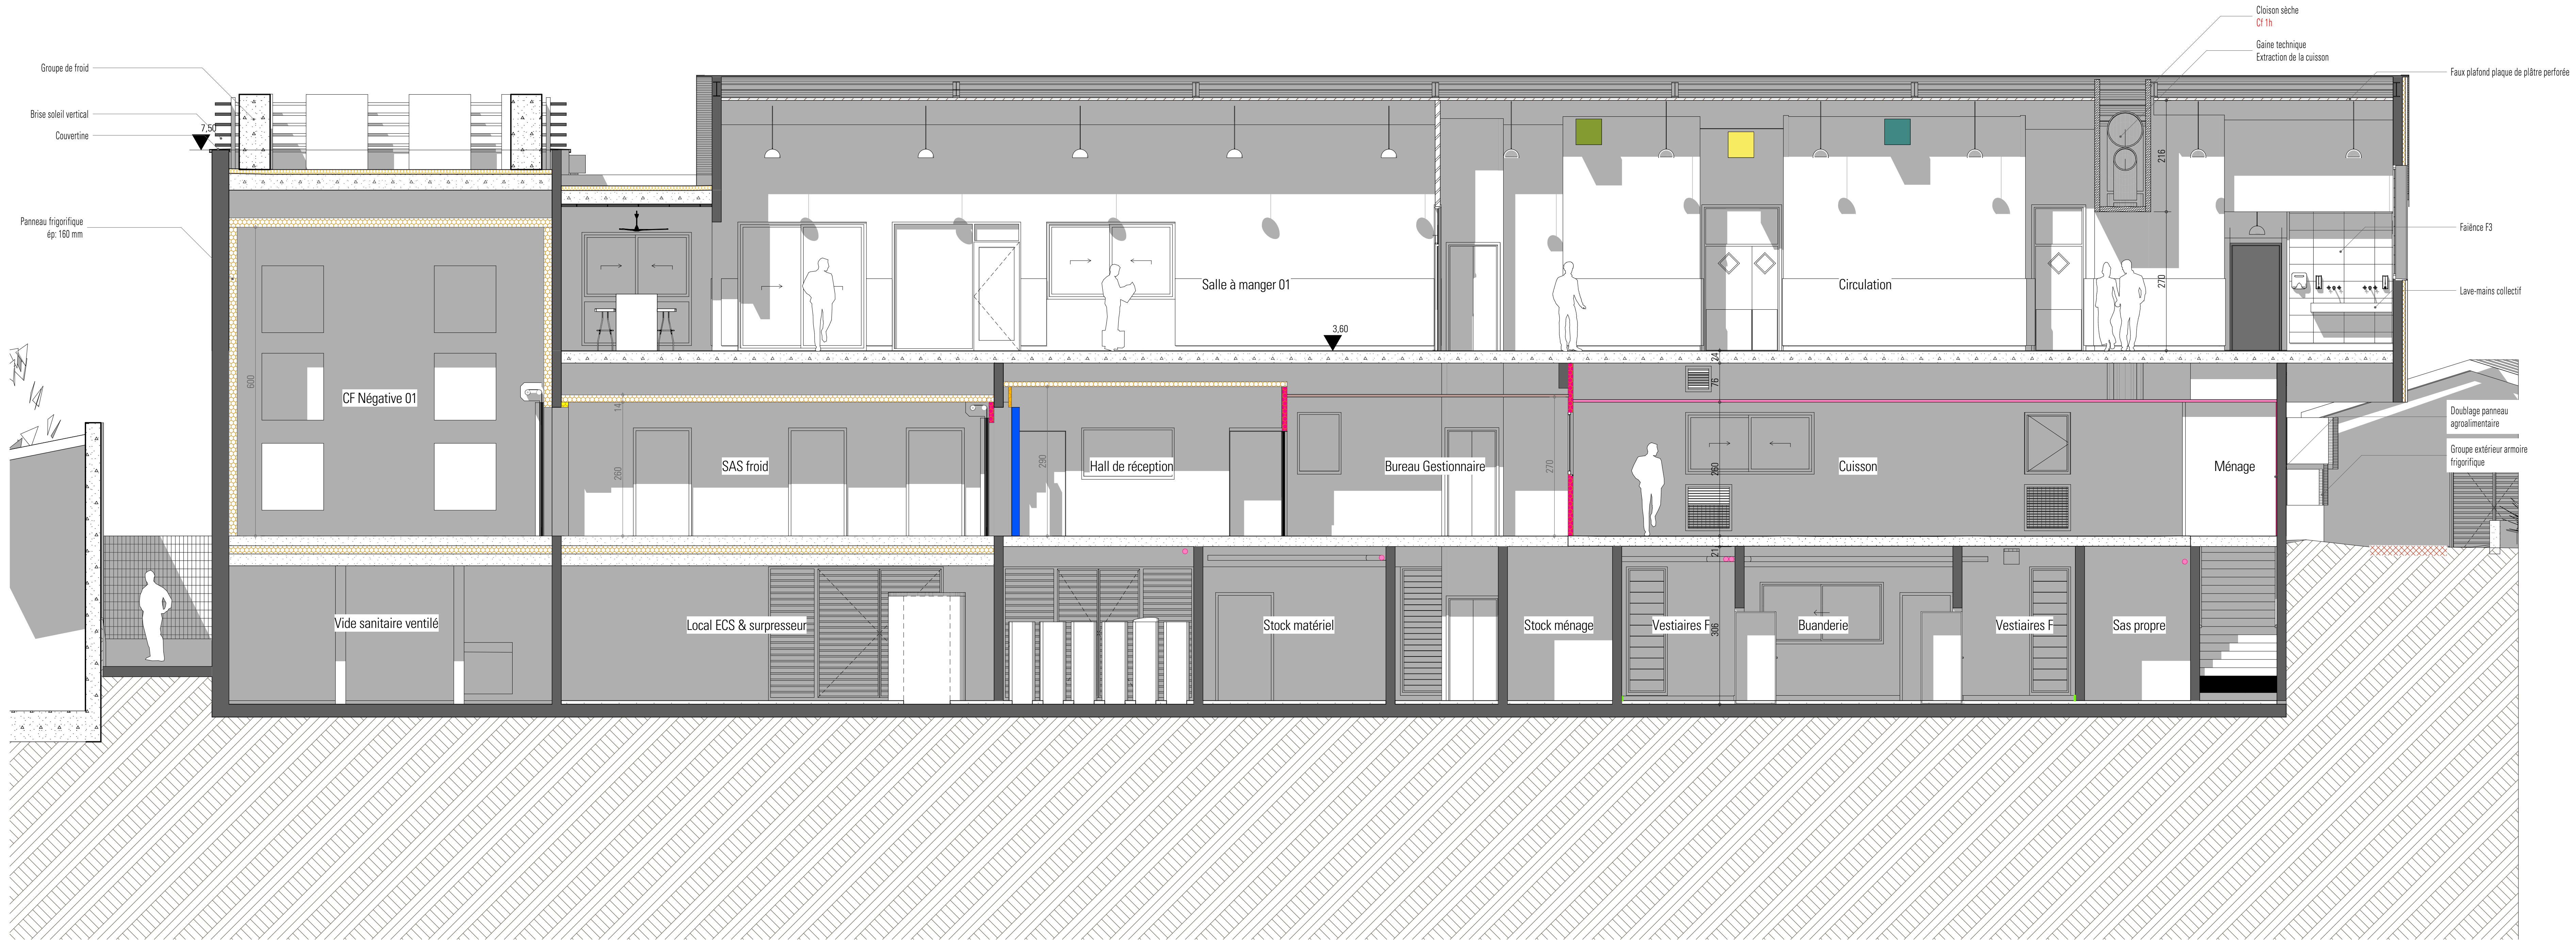 Cloison sèche
Cf 1h
Gaine technique
Extraction de la cuisson
Faux plafond plaque de plâtre perforée
Groupe de froid
Brise soleil vertical
Couvertine
7,50
Panneau frigorifique
ép: 160 mm
216
270
Faïence F3
Lave-mains collectif
Salle à manger 01
Circulation
3,60
24
76
600
CF Négative 01
14
260
SAS froid
290
Hall de réception
Bureau Gestionnaire
270
260
Cuisson
Ménage
Doublage panneau
agroalimentaire
Groupe extérieur armoire
frigorifique
21
Vide sanitaire ventilé
Local ECS & surpresseur
Stock matériel
Stock ménage
Vestiaires F
306
Buanderie
Vestiaires F
Sas propre